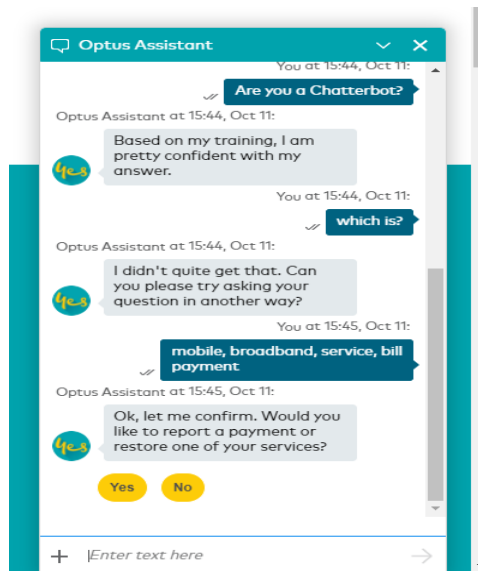 Optus Assistant
You at 15:44, Oct 11:
Are you a Chatterbot?
Optus Assistant at 15:44, Oct 11:
Based on my training, I am
pretty confident with my
answer.
yes
You at 15:44, Oct 11:
which is?
Optus Assistant at 15:44, Oct 11:
I didn't quite get that. Can
you please try asking your
question in another way?
yes
You at 15:45, Oct 11:
mobile, broadband, service, bill
payment
Optus Assistant at 15:45, Oct 11:
Ok, let me confirm. Would you
like to report a payment or
restore one of your services?
yes
Yes No
Enter text here